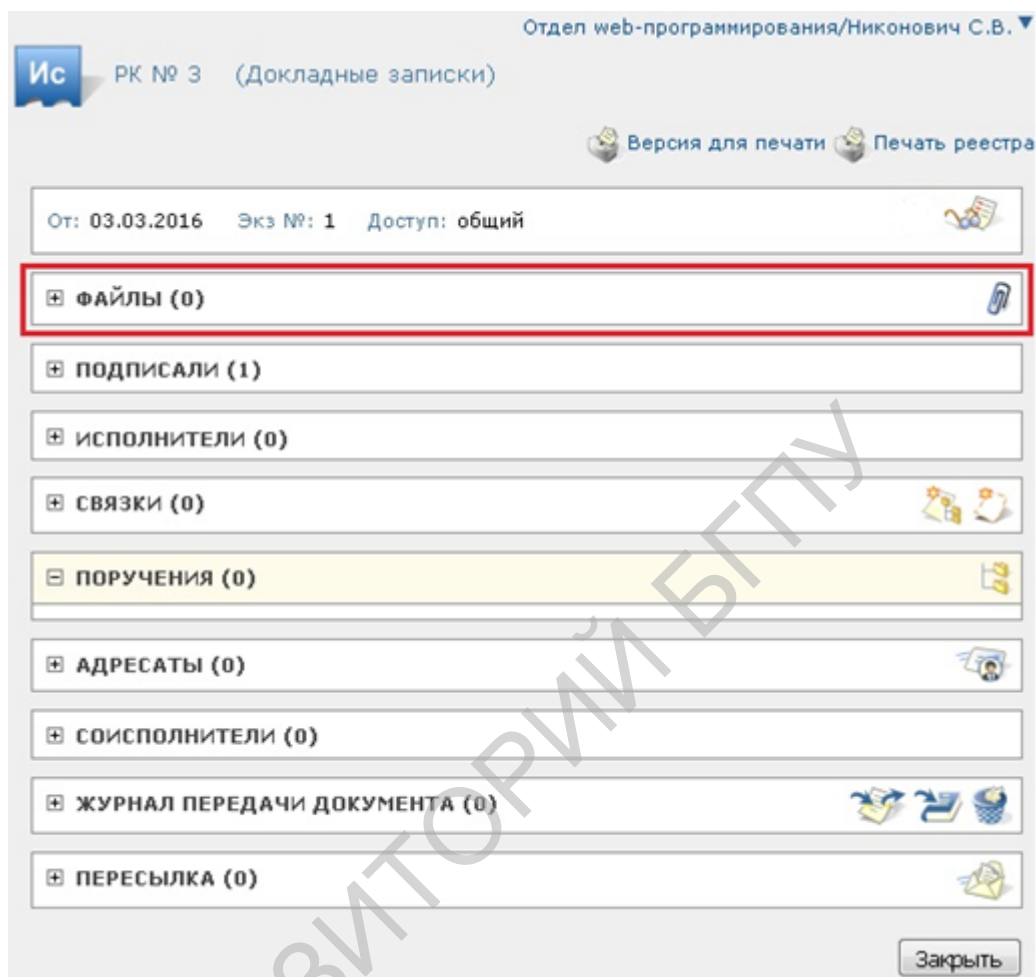 Отдел web-программирования/Никонович С.В.
Ис РК № 3 (Докладные записки)
Версия для печати Печать реестра
От: 03.03.2016 Экз №: 1 Доступ: общий
ФАЙЛЫ (0)
ПОДПИСАЛИ (1)
ИСПОЛНИТЕЛИ (0)
СВЯЗКИ (0)
ПОРУЧЕНИЯ (0)
АДРЕСАТЫ (0)
СОИСПОЛНИТЕЛИ (0)
ЖУРНАЛ ПЕРЕДАЧИ ДОКУМЕНТА (0)
ПЕРЕСЫЛКА (0)
Закрыть
ЗИТОРИЙ БГПУ